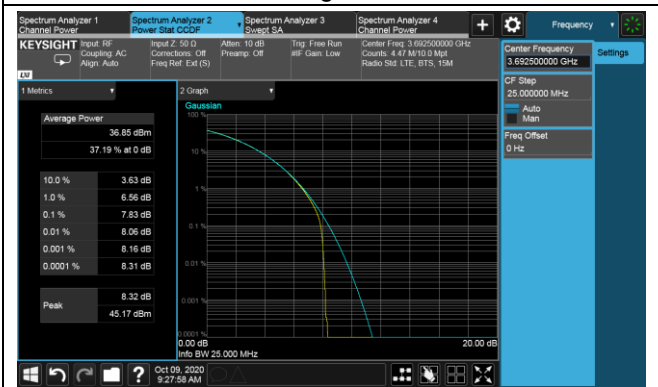 Spectrum Analyzer 1
Channel Power
Spectrum Analyzer 2
Power Stat CCDF
Spectrum Analyzer 3
Swept SA
Spectrum Analyzer 4
Channel Power
+
Frequency
KEYSIGHT
Input: RF
Coupling: AC
Align: Auto
Input Z: 50 Ω
Corrections: Off
Freq Ref: Ext (S)
Atten: 10 dB
Preamp: Off
Trig: Free Run
#IF Gain: Low
Center Freq: 3.692500000 GHz
Counts: 4.47 M/10.0 Mpt
Radio Std: LTE, BTS, 15M
LXI
Center Frequency
3.692500000 GHz
Settings
CF Step
25.000000 MHz
Auto
Man
Freq Offset
0 Hz
1 Metrics
Average Power
36.85 dBm
37.19 % at 0 dB
10.0 % 3.63 dB
1.0 % 6.56 dB
0.1 % 7.83 dB
0.01 % 8.06 dB
0.001 % 8.16 dB
0.0001 % 8.31 dB
Peak
8.32 dB
45.17 dBm
2 Graph
Gaussian
100 %
10 %
1 %
0.1 %
0.01 %
0.001 %
0.0001 %
0.00 dB
20.00 dB
Info BW 25.000 MHz
?
Oct 09, 2020
9:27:58 AM